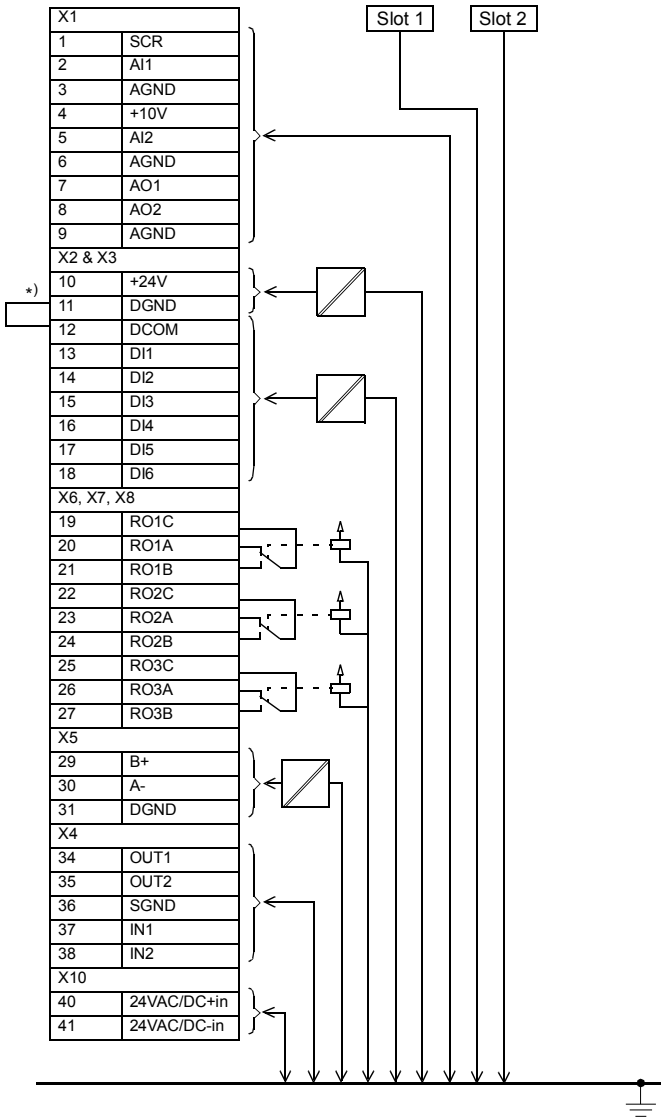 X1
Slot 1
Slot 2
1 SCR
2 AI1
3 AGND
4 +10V
5 AI2
6 AGND
7 AO1
8 AO2
9 AGND
X2 & X3
10 +24V
*)
11 DGND
12 DCOM
13 DI1
14 DI2
15 DI3
16 DI4
17 DI5
18 DI6
X6, X7, X8
19 RO1C
20 RO1A
21 RO1B
22 RO2C
23 RO2A
24 RO2B
25 RO3C
26 RO3A
27 RO3B
X5
29 B+
30 A-
31 DGND
X4
34 OUT1
35 OUT2
36 SGND
37 IN1
38 IN2
X10
40 24VAC/DC+in
41 24VAC/DC-in